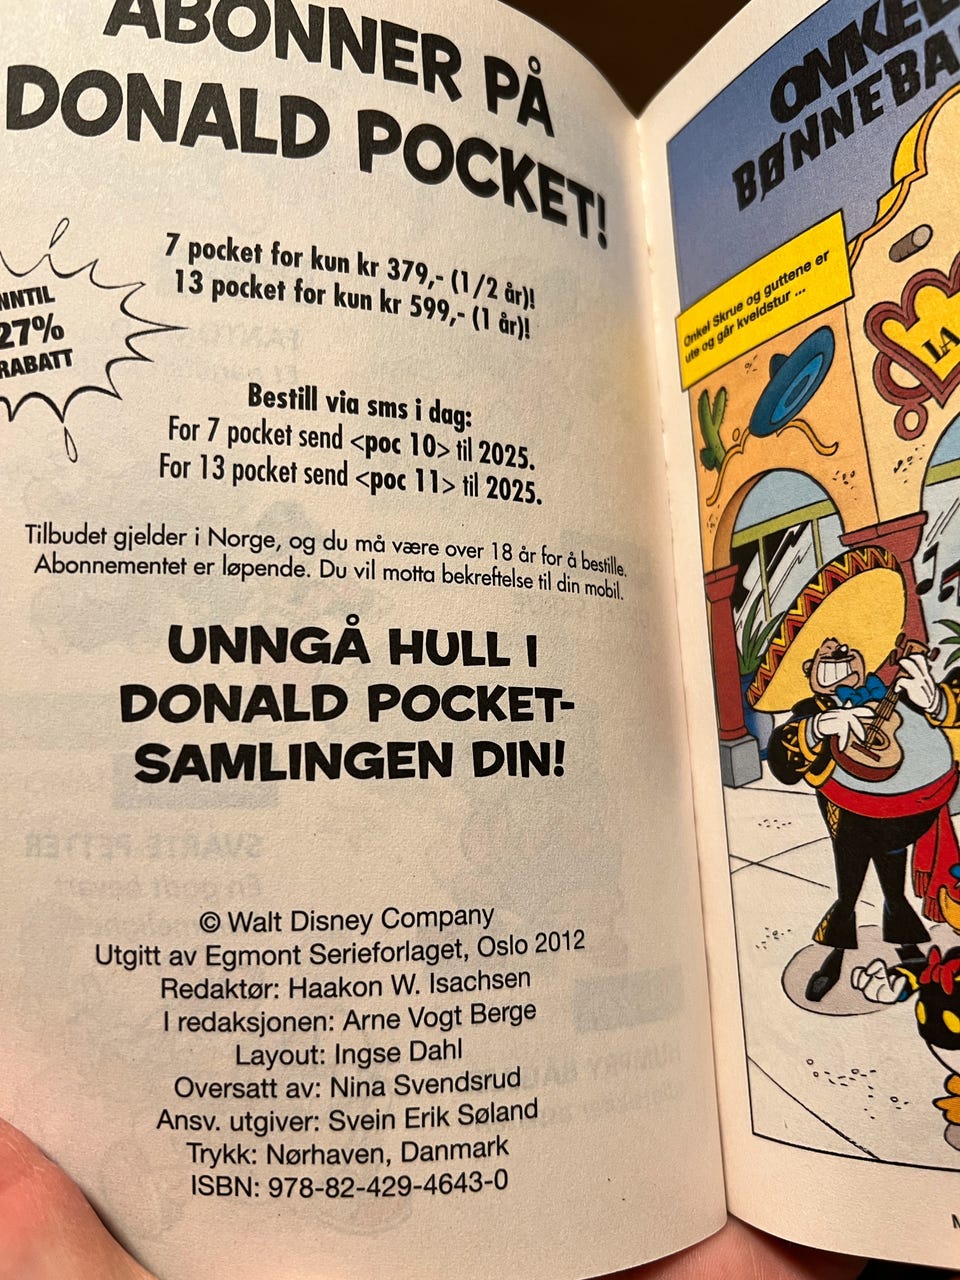 ABONNER PÅ
DONALD POCKET!
7 pocket for kun kr 379,- (1/2 år)!
13 pocket for kun kr 599,- (1 år)!
NNTIL
27%
RABATT
Bestill via sms i dag:
For 7 pocket send <poc 10> til 2025.
For 13 pocket send <poc 11> til 2025.
Tilbudet gjelder i Norge, og du må være over 18 år for å bestille.
Abonnementet er løpende. Du vil motta bekreftelse til din mobil.
UNNGÅ HULL I
DONALD POCKET-
SAMLINGEN DIN!
© Walt Disney Company
Utgitt av Egmont Serieforlaget, Oslo 2012
Redaktør: Haakon W. Isachsen
I redaksjonen: Arne Vogt Berge
Layout: Ingse Dahl
Oversatt av: Nina Svendsrud
Ansv. utgiver: Svein Erik Søland
Trykk: Nørhaven, Danmark
ISBN: 978-82-429-4643-0
ONKEL
BØNNEBA
Onkel Skrue og guttene er
ute og går kveldstur ...
LA